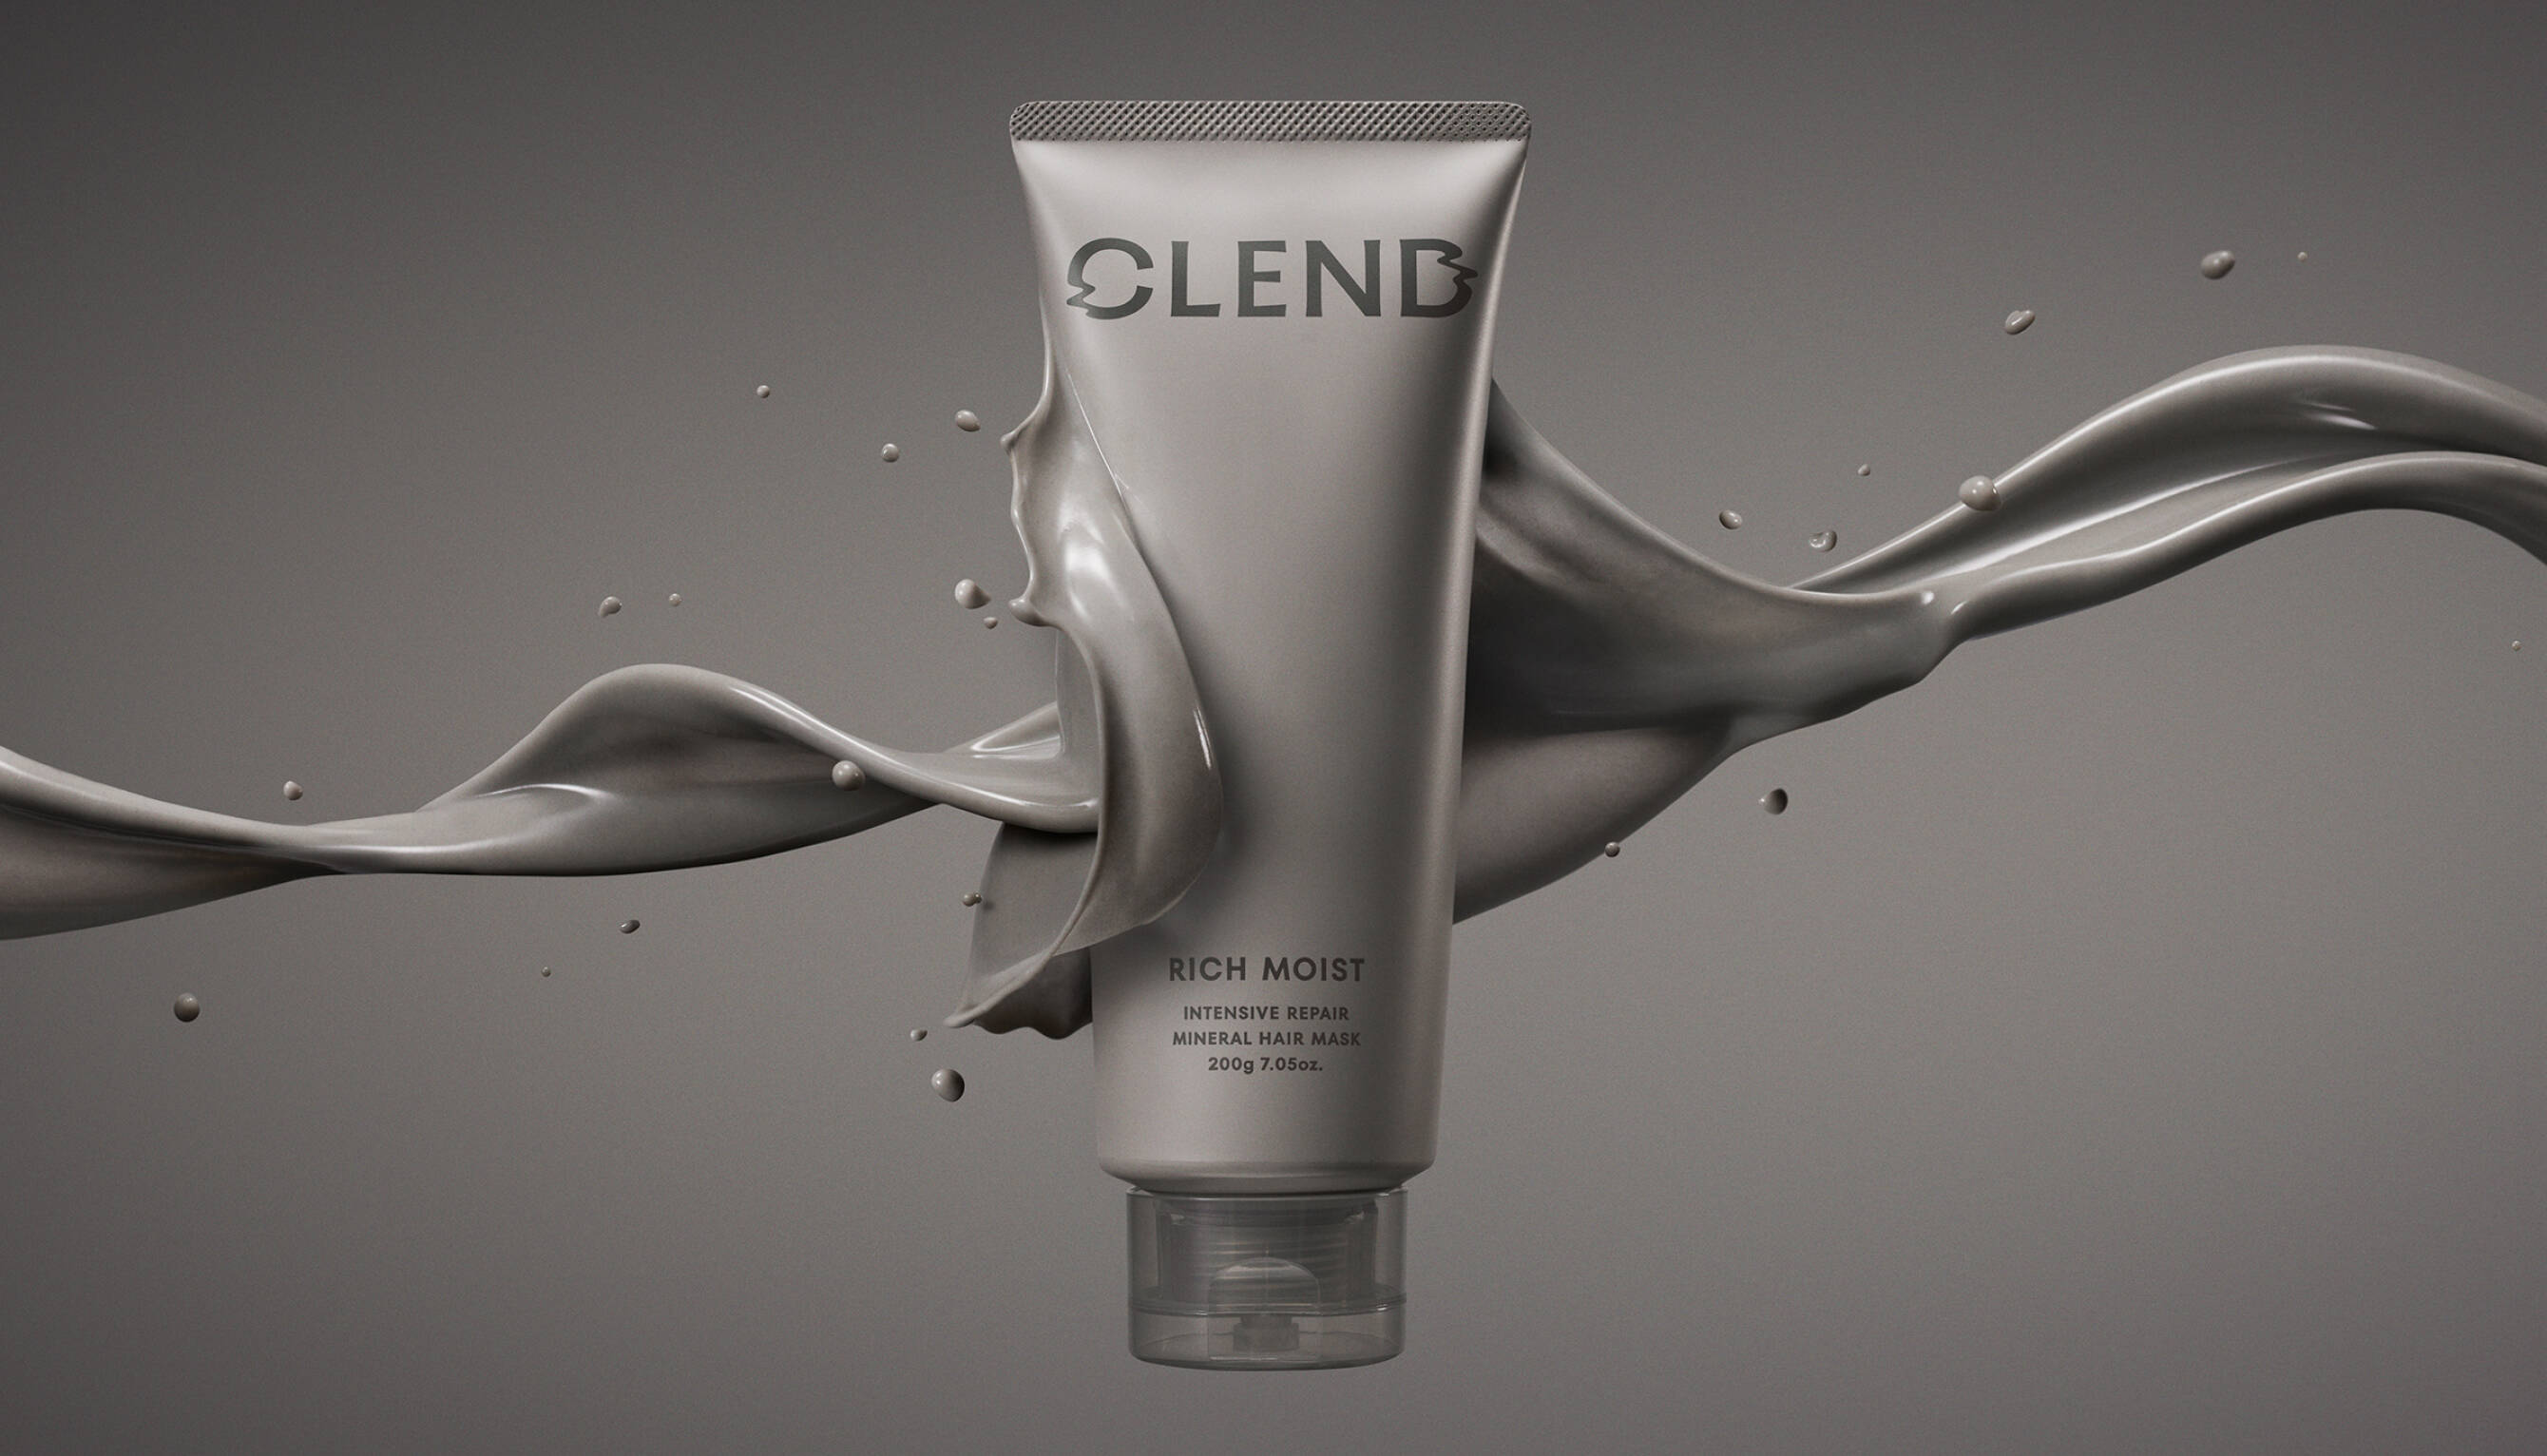 CLEND
RICH MOIST
INTENSIVE REPAIR
MINERAL HAIR MASK
200g 7.05oz.